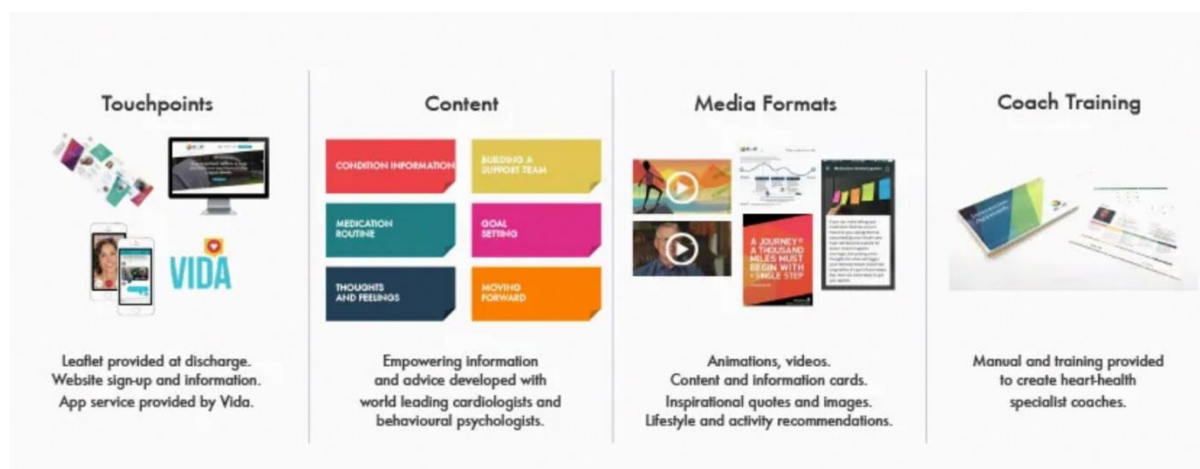 Touchpoints
VIDA
Leaflet provided at discharge.
Website sign-up and information.
App service provided by Vida.
Content
CONDITION INFORMATION
BUILDING A
SUPPORT TEAM
MEDICATION
ROUTINE
GOAL
SETTING
THOUGHTS
AND FEELINGS
MOVING
FORWARD
Empowering information
and advice developed with
world leading cardiologists and
behavioural psychologists.
Media Formats
A JOURNEY OF
A THOUSAND
MILES MUST
BEGIN WITH
A SINGLE STEP
Animations, videos.
Content and information cards.
Inspirational quotes and images.
Lifestyle and activity recommendations.
Coach Training
Manual and training provided
to create heart-health
specialist coaches.